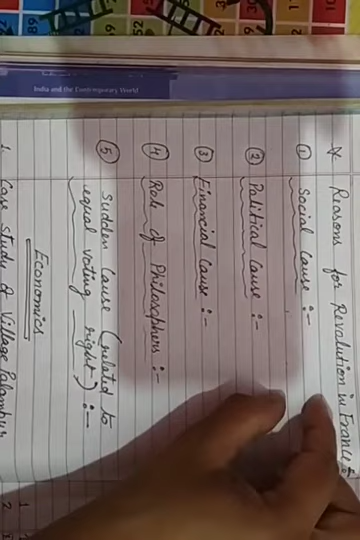 India and the Contemporary World
* Reasons for Revolution in France:-
① Social cause :-
② Political cause :-
③ Financial cause :-
④ Role of Philosophers :-
⑤ Sudden cause (related to
equal voting right) :-
Economics
1. Case study of Village Palampur